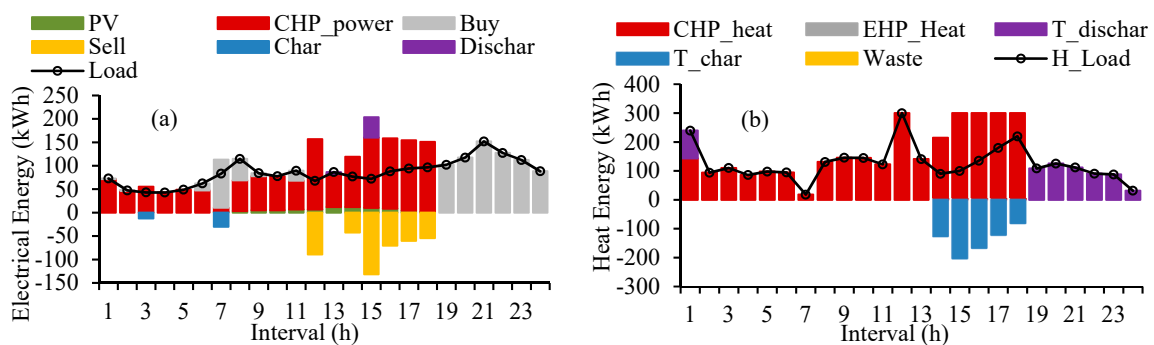 PV CHP_power Buy
Sell Char Dischar
Load
Electrical Energy (kWh)
250
200
150
100
50
0
-50
-100
-150
(a)
1 3 5 7 9 11 13 15 17 19 21 23
Interval (h)
CHP_heat EHP_Heat T_dischar
T_char Waste H_Load
Heat Energy (kWh)
400
300
200
100
0
-100
-200
-300
(b)
1 3 5 7 9 11 13 15 17 19 21 23
Interval (h)